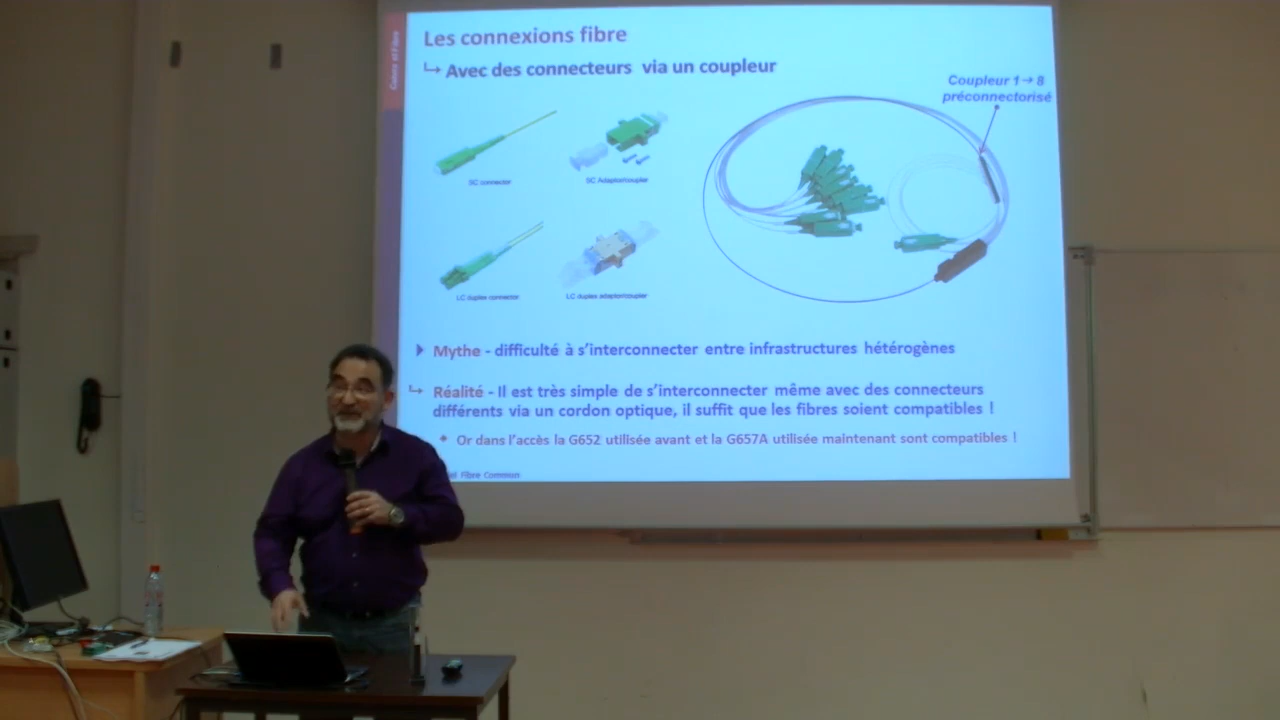 Les connexions fibre
Avec des connecteurs via un coupleur
Coupleur 1→8
préconnectorisé
SC connector
SC Adaptor/coupler
LC duplex connector
LC duplex adaptor/coupler
Mythe - difficulté à s'interconnecter entre infrastructures hétérogènes
Réalité - Il est très simple de s'interconnecter même avec des connecteurs
différents via un cordon optique, il suffit que les fibres soient compatibles !
Or dans l'accès la G652 utilisée avant et la G657A utilisée maintenant sont compatibles !
Fibre Commun